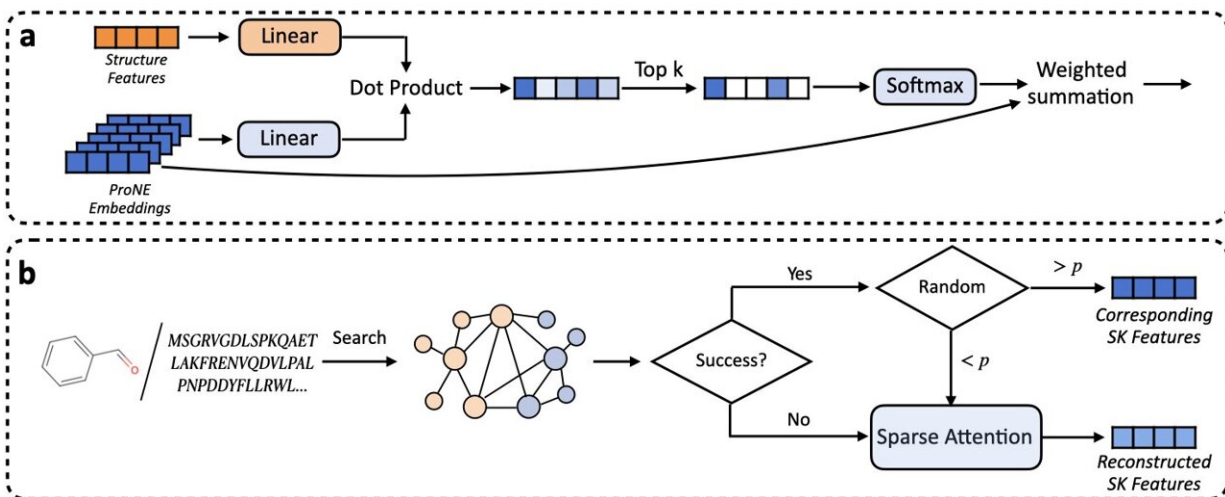 a
Structure
Features
Linear
Dot Product
Top k
Softmax
Weighted
summation
Linear
ProNE
Embeddings
b
MSGRVGDLSPKQAET
LAKFRENVQDVLPAL
PNPDDYFLLRWL...
O
Search
Success?
Yes
No
Random
> p
< p
Corresponding
SK Features
Sparse Attention
Reconstructed
SK Features